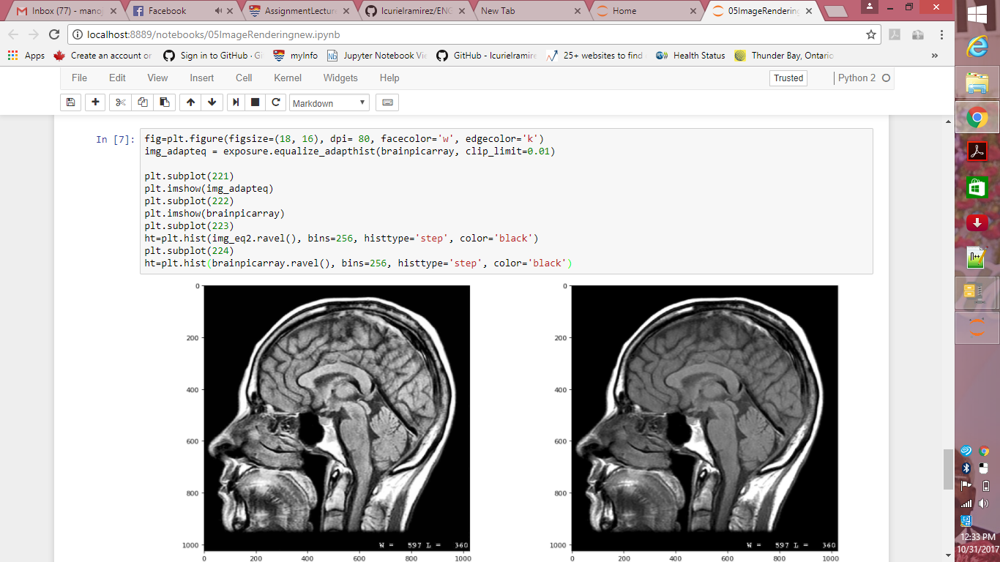 Inbox (77) - mano
Facebook
AssignmentLecture
lcurielramirez/ENG
New Tab
Home
05ImageRendering
localhost:8889/notebooks/05ImageRenderingnew.ipynb
Apps
Create an account or
Sign in to GitHub · Gi
myInfo
Jupyter Notebook Vie
GitHub - lcurielramire
25+ websites to find
Health Status
Thunder Bay, Ontario
»
File Edit View Insert Cell Kernel Widgets Help
Trusted
Python 2
Markdown
In [7]:
fig=plt.figure(figsize=(18, 16), dpi= 80, facecolor='w', edgecolor='k')
img_adapteq = exposure.equalize_adapthist(brainpicarray, clip_limit=0.01)
plt.subplot(221)
plt.imshow(img_adapteq)
plt.subplot(222)
plt.imshow(brainpicarray)
plt.subplot(223)
ht=plt.hist(img_eq2.ravel(), bins=256, histtype='step', color='black')
plt.subplot(224)
ht=plt.hist(brainpicarray.ravel(), bins=256, histtype='step', color='black')
0
200
400
600
800
1000
0 200 400 600 800 1000
W = 597 L = 360
0
200
400
600
800
1000
0 200 400 600 800 1000
W = 597 L = 360
12:33 PM
10/31/2017